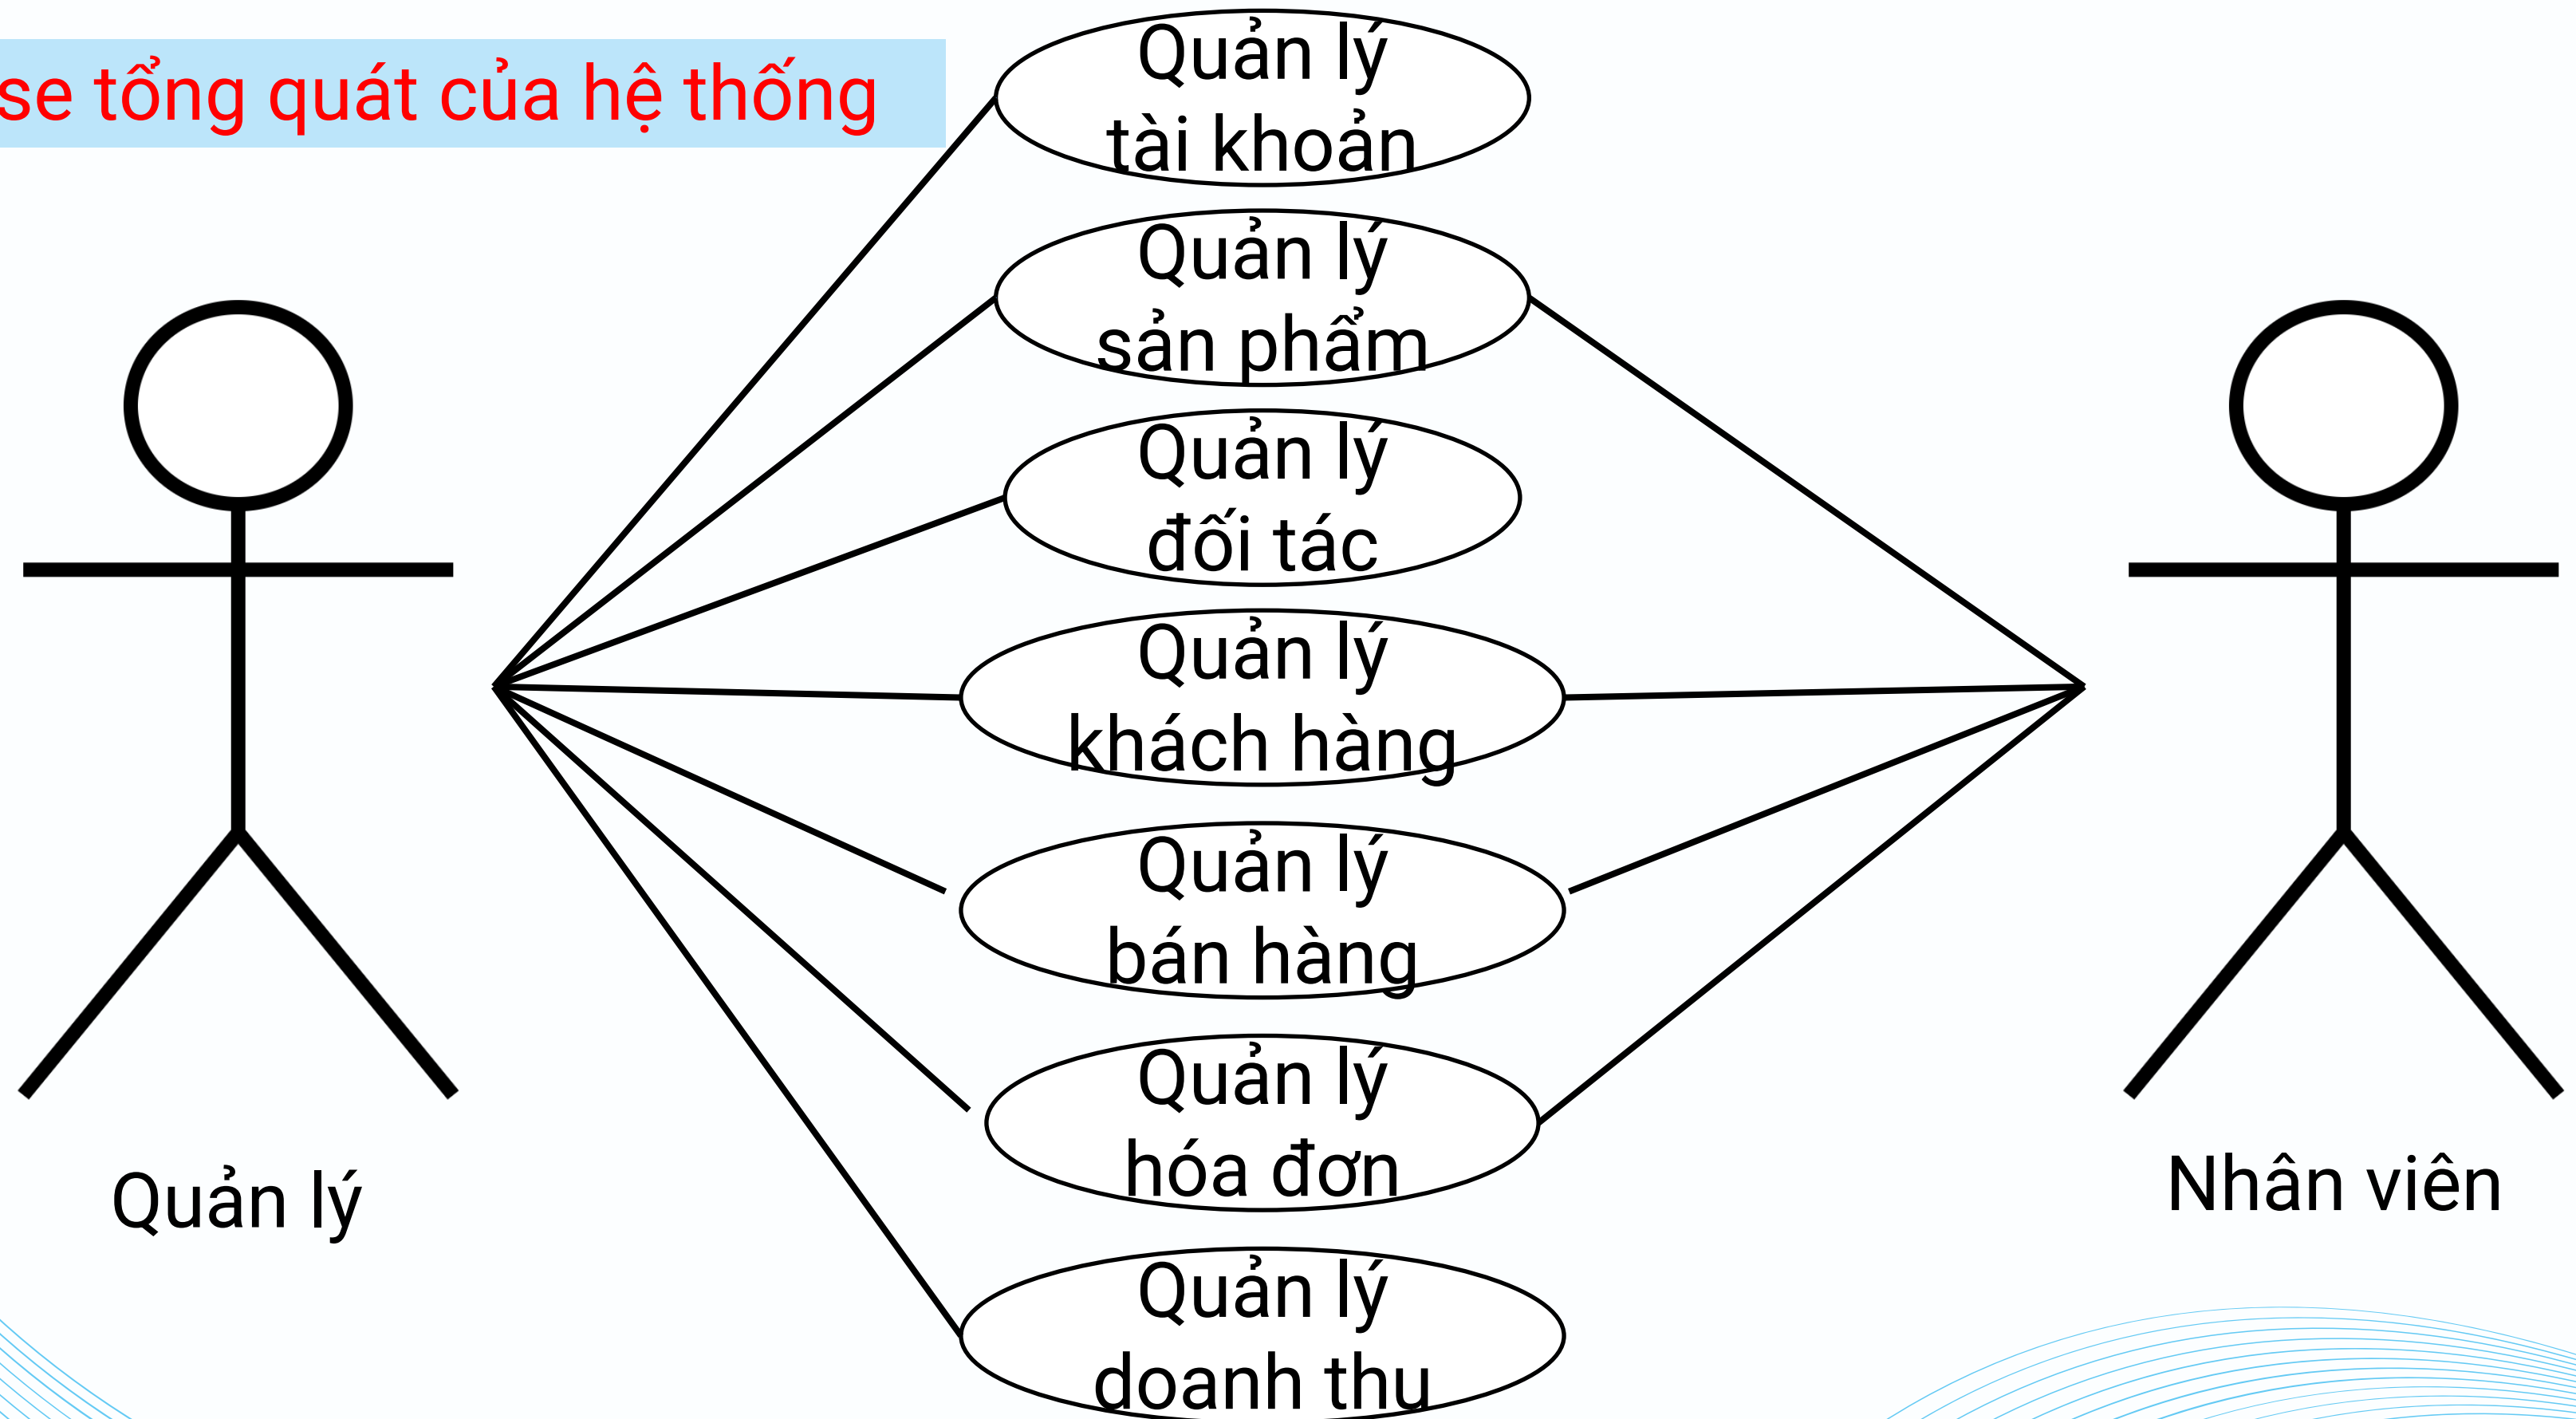 se tổng quát của hệ thống
Quản lý
tài khoản
Quản lý
sản phẩm
Quản lý
đối tác
Quản lý
khách hàng
Quản lý
bán hàng
Quản lý
hóa đơn
Quản lý
doanh thu
Quản lý
Nhân viên